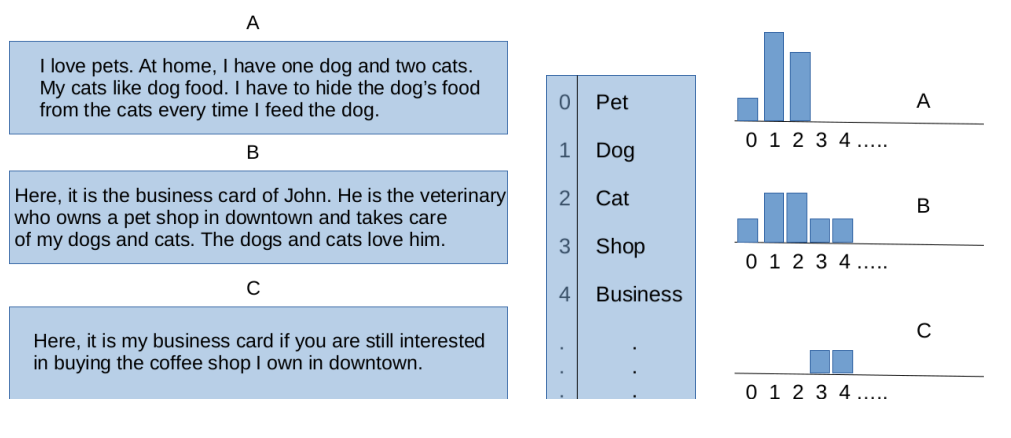 A
I love pets. At home, I have one dog and two cats.
My cats like dog food. I have to hide the dog’s food
from the cats every time I feed the dog.
B
Here, it is the business card of John. He is the veterinary
who owns a pet shop in downtown and takes care
of my dogs and cats. The dogs and cats love him.
C
Here, it is my business card if you are still interested
in buying the coffee shop I own in downtown.
0 Pet
1 Dog
2 Cat
3 Shop
4 Business
. .
. .
. .
A
0 1 2 3 4 .....
B
0 1 2 3 4 .....
C
0 1 2 3 4 .....